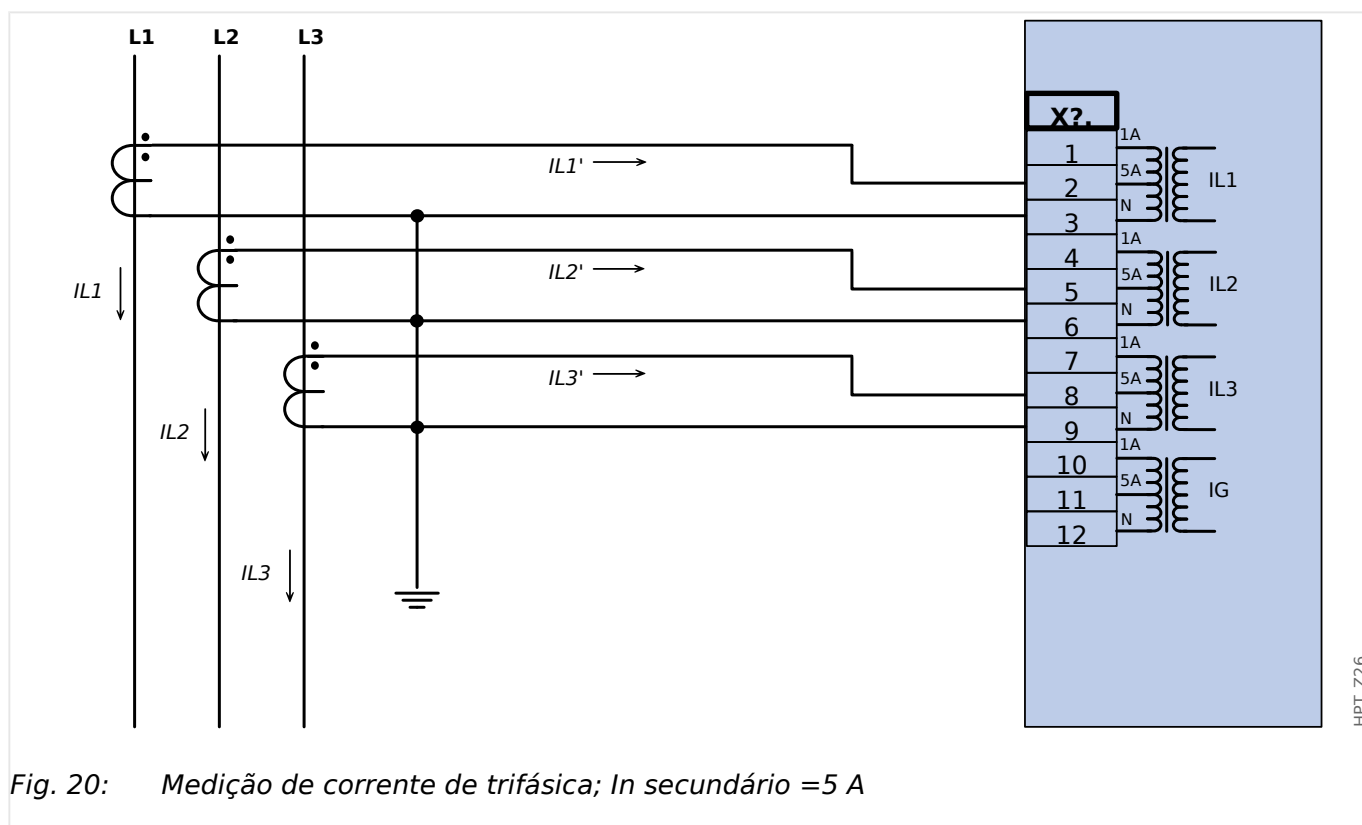 L1 L2 L3
X?.
1A
1
IL1'
5A
IL1
2
N
3
1A
4
IL2'
5A
IL2
IL1
5
N
6
1A
7
IL3'
5A
IL3
8
N
IL2
9
1A
10
5A
IG
11
N
12
IL3
HPT_Z26
Fig. 20: Medição de corrente de trifásica; In secundário =5 A